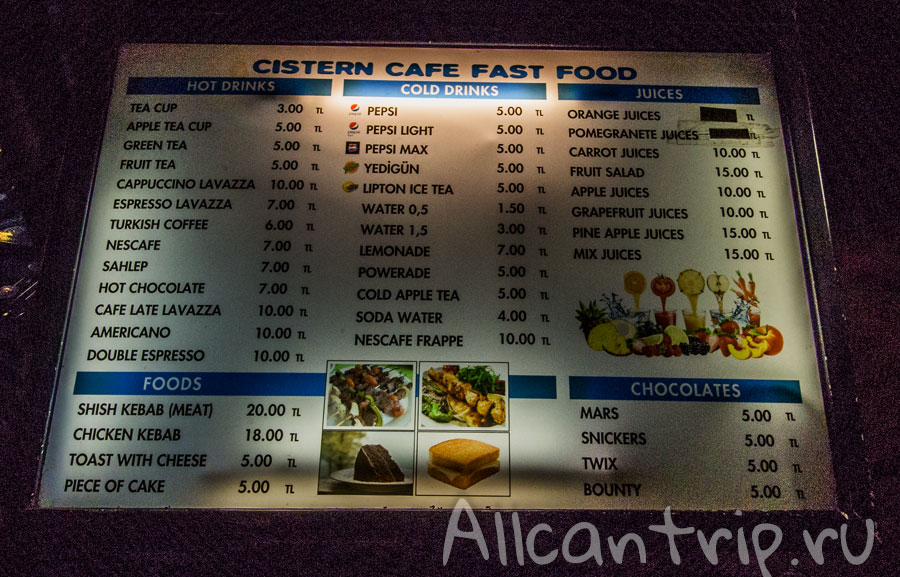 CISTERN CAFE FAST FOOD
HOT DRINKS
TEA CUP 3.00 TL
APPLE TEA CUP 5.00 TL
GREEN TEA 5.00 TL
FRUIT TEA 5.00 TL
CAPPUCCINO LAVAZZA 10.00 TL
ESPRESSO LAVAZZA 7.00 TL
TURKISH COFFEE 6.00 TL
NESCAFE 7.00 TL
SAHLEP 7.00 TL
HOT CHOCOLATE 7.00 TL
CAFE LATE LAVAZZA 10.00 TL
AMERICANO 10.00 TL
DOUBLE ESPRESSO 10.00 TL
COLD DRINKS
PEPSI 5.00 TL
PEPSI LIGHT 5.00 TL
PEPSI MAX 5.00 TL
YEDİGÜN 5.00 TL
LIPTON ICE TEA 5.00 TL
WATER 0,5 1.50 TL
WATER 1,5 3.00 TL
LEMONADE 7.00 TL
POWERADE 5.00 TL
COLD APPLE TEA 5.00 TL
SODA WATER 4.00 TL
NESCAFE FRAPPE 10.00 TL
JUICES
ORANGE JUICES TL
POMEGRANETE JUICES TL
CARROT JUICES 10.00 TL
FRUIT SALAD 15.00 TL
APPLE JUICES 10.00 TL
GRAPEFRUIT JUICES 10.00 TL
PINE APPLE JUICES 15.00 TL
MIX JUICES 15.00 TL
FOODS
SHISH KEBAB (MEAT) 20.00 TL
CHICKEN KEBAB 18.00 TL
TOAST WITH CHEESE 5.00 TL
PIECE OF CAKE 5.00 TL
CHOCOLATES
MARS 5.00 TL
SNICKERS 5.00 TL
TWIX 5.00 TL
BOUNTY 5.00 TL
Allcantrip.ru